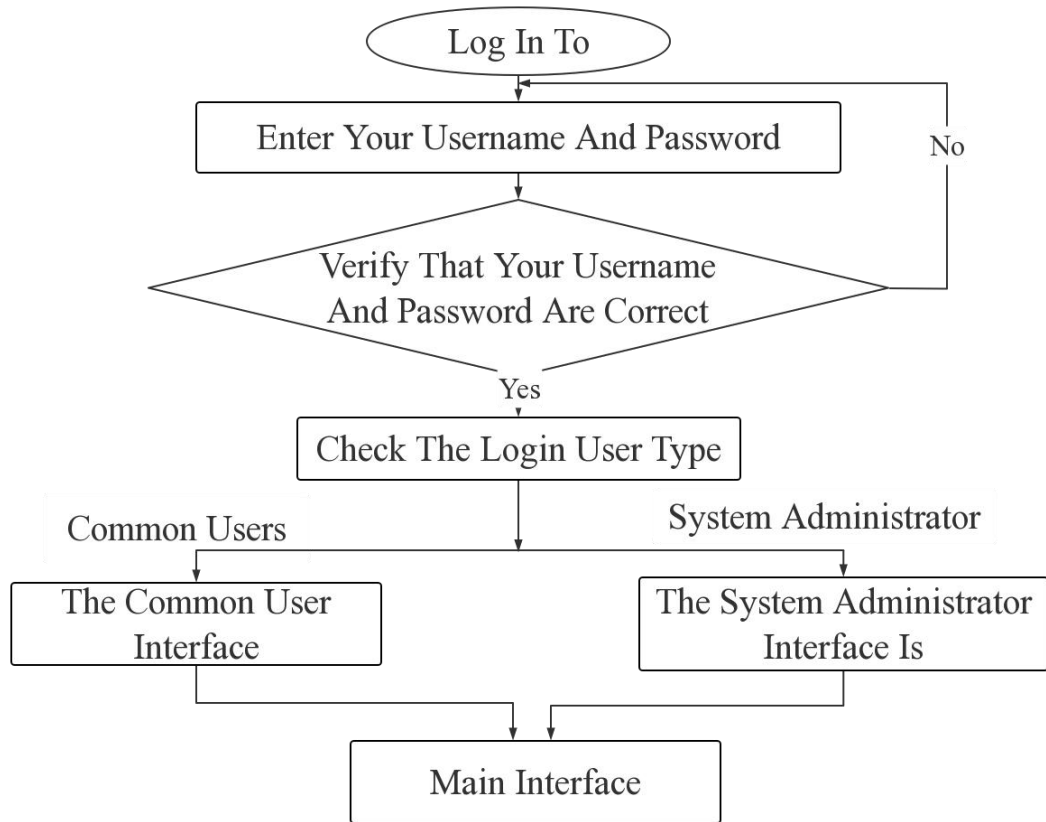 Log In To
Enter Your Username And Password
No
Verify That Your Username
And Password Are Correct
Yes
Check The Login User Type
Common Users
System Administrator
The Common User
Interface
The System Administrator
Interface Is
Main Interface